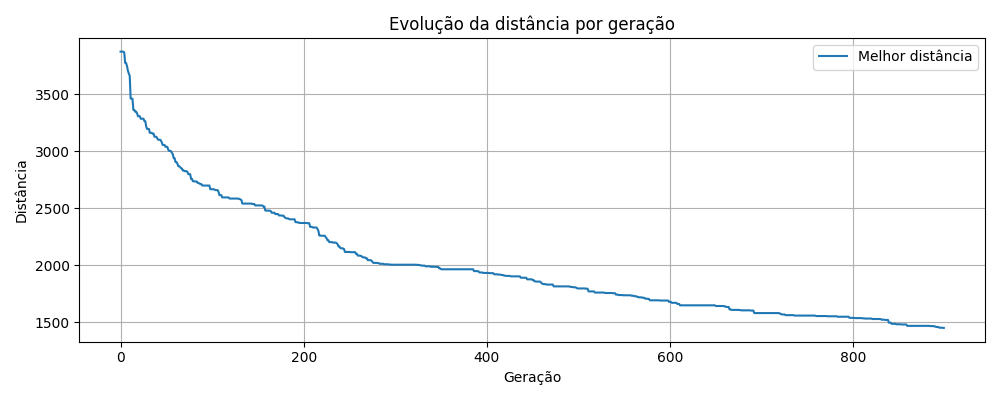 Evolução da distância por geração
Melhor distância
Distância
3500
3000
2500
2000
1500
0 200 400 600 800
Geração